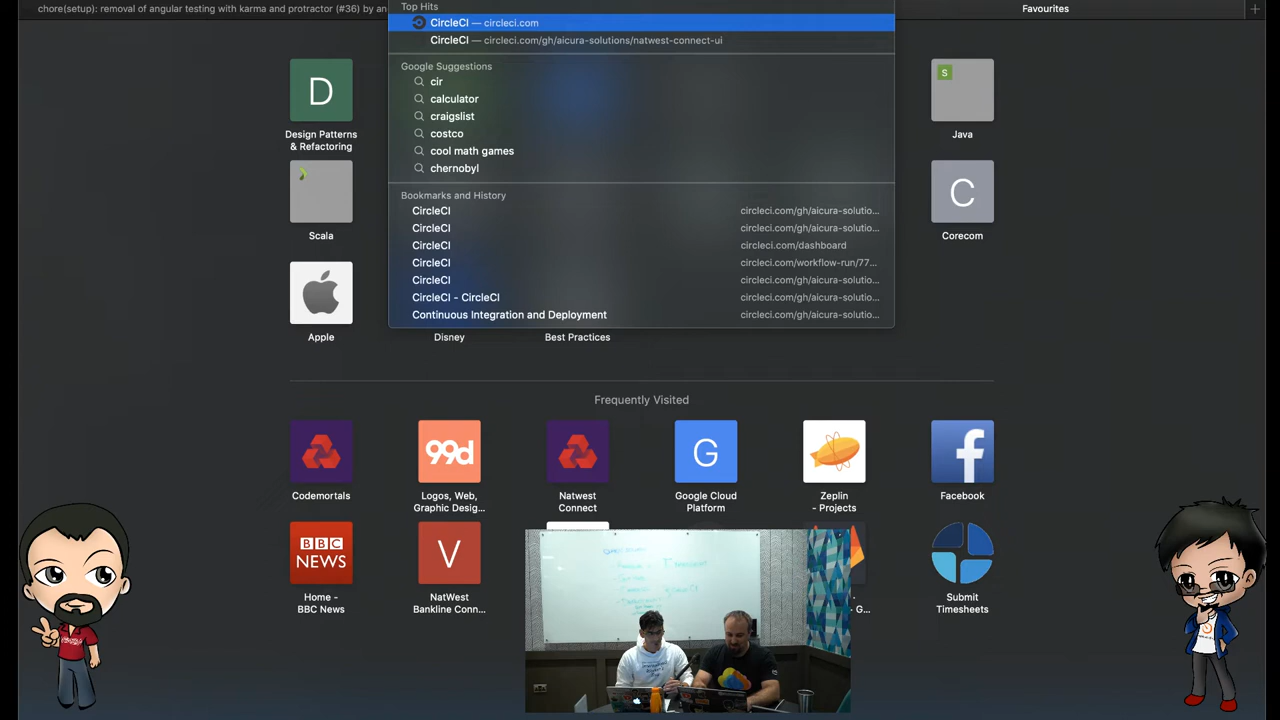 chore(setup): removal of angular testing with karma and protractor (#36) by an
Top Hits
Favourites
CircleCI — circleci.com
CircleCI — circleci.com/gh/aicura-solutions/natwest-connect-ui
Google Suggestions
cir
calculator
craigslist
costco
cool math games
chernobyl
Bookmarks and History
CircleCI circleci.com/gh/aicura-solutio...
CircleCI circleci.com/gh/aicura-solutio...
CircleCI circleci.com/dashboard
CircleCI circleci.com/workflow-run/77...
CircleCI circleci.com/gh/aicura-solutio...
CircleCI - CircleCI circleci.com/gh/aicura-solutio...
Continuous Integration and Deployment circleci.com/gh/aicura-solutio...
D
S
Design Patterns
& Refactoring
Java
C
Scala
Corecom
Apple
Disney
Best Practices
Frequently Visited
99d
G
f
Codemortals
Logos, Web,
Graphic Desig...
Natwest
Connect
Google Cloud
Platform
Zeplin
- Projects
Facebook
BBC
NEWS
V
Home -
BBC News
NatWest
Bankline Conn...
- G...
Submit
Timesheets